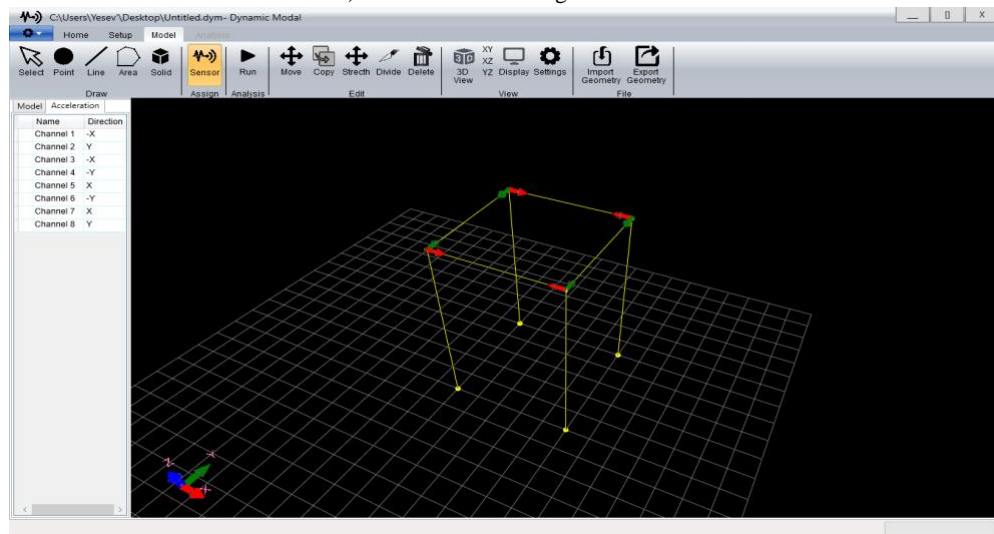 C:\Users\Yesev\Desktop\Untitled.dym- Dynamic Modal
Home Setup Model Analysis
Select Point Line Area Solid Sensor Run Move Copy Strecth Divide Delete 3D View XY XZ YZ Display Settings Import Geometry Export Geometry
Draw Assign Analysis Edit View File
Model Acceleration
Name Direction
Channel 1 -X
Channel 2 Y
Channel 3 -X
Channel 4 -Y
Channel 5 X
Channel 6 -Y
Channel 7 X
Channel 8 Y